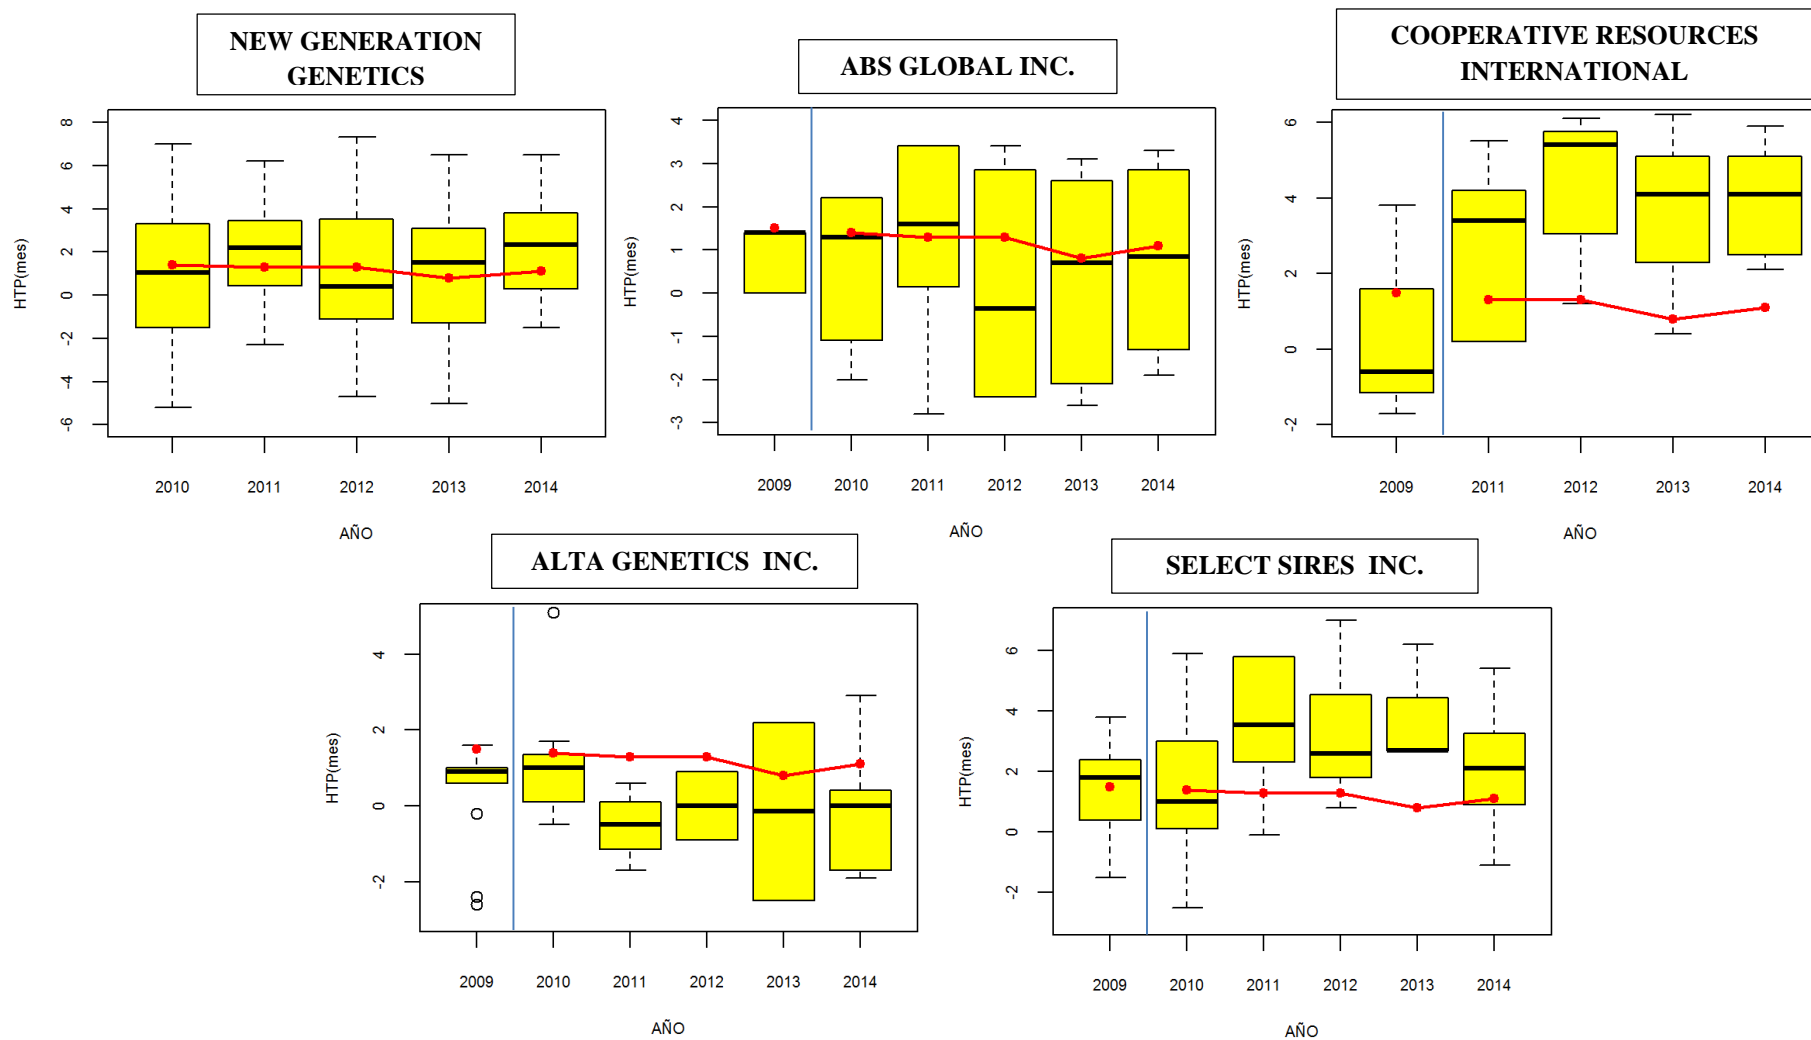 NEW GENERATION
GENETICS
8
6
4
2
0
-2
-4
-6
HTP(mes)
2010 2011 2012 2013 2014
AÑO
ABS GLOBAL INC.
4
3
2
1
0
-1
-2
-3
HTP(mes)
2009 2010 2011 2012 2013 2014
AÑO
COOPERATIVE RESOURCES
INTERNATIONAL
6
4
2
0
-2
HTP(mes)
2009 2011 2012 2013 2014
AÑO
ALTA GENETICS INC.
4
2
0
-2
HTP(mes)
2009 2010 2011 2012 2013 2014
AÑO
SELECT SIRES INC.
6
4
2
0
-2
HTP(mes)
2009 2010 2011 2012 2013 2014
AÑO